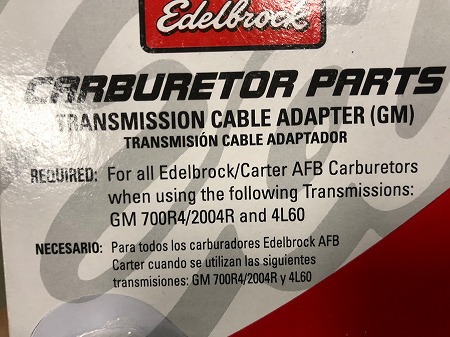 Edelbrock
CARBURETOR PARTS
TRANSMISSION CABLE ADAPTER (GM)
TRANSMISIÓN CABLE ADAPTADOR
REQUIRED: For all Edelbrock/Carter AFB Carburetors
when using the following Transmissions:
GM 700R4/2004R and 4L60
NECESARIO: Para todos los carburadores Edelbrock AFB
Carter cuando se utilizan las siguientes
transmisiones: GM 700R4/2004R y 4L60